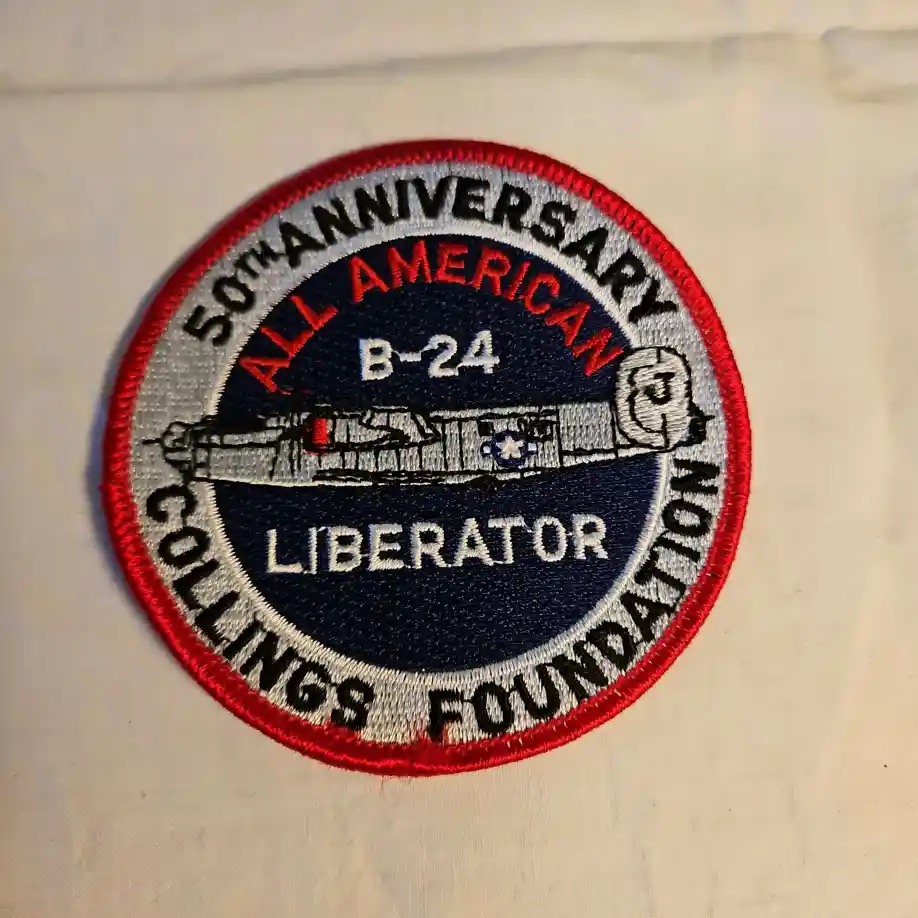 50TH ANNIVERSARY
ALL AMERICAN
B-24
LIBERATOR
COLLINGS FOUNDATION